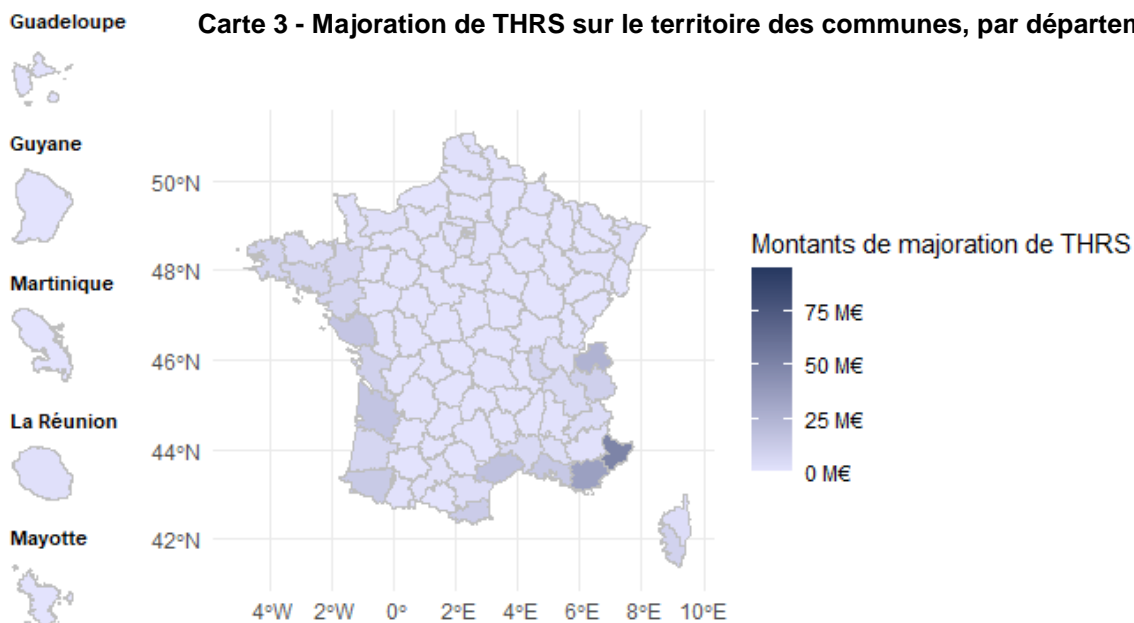 Guadeloupe
Carte 3 - Majoration de THRS sur le territoire des communes, par départem
Guyane
Martinique
La Réunion
Mayotte
50°N
48°N
46°N
44°N
42°N
4°W 2°W 0° 2°E 4°E 6°E 8°E 10°E
Montants de majoration de THRS
75 M€
50 M€
25 M€
0 M€